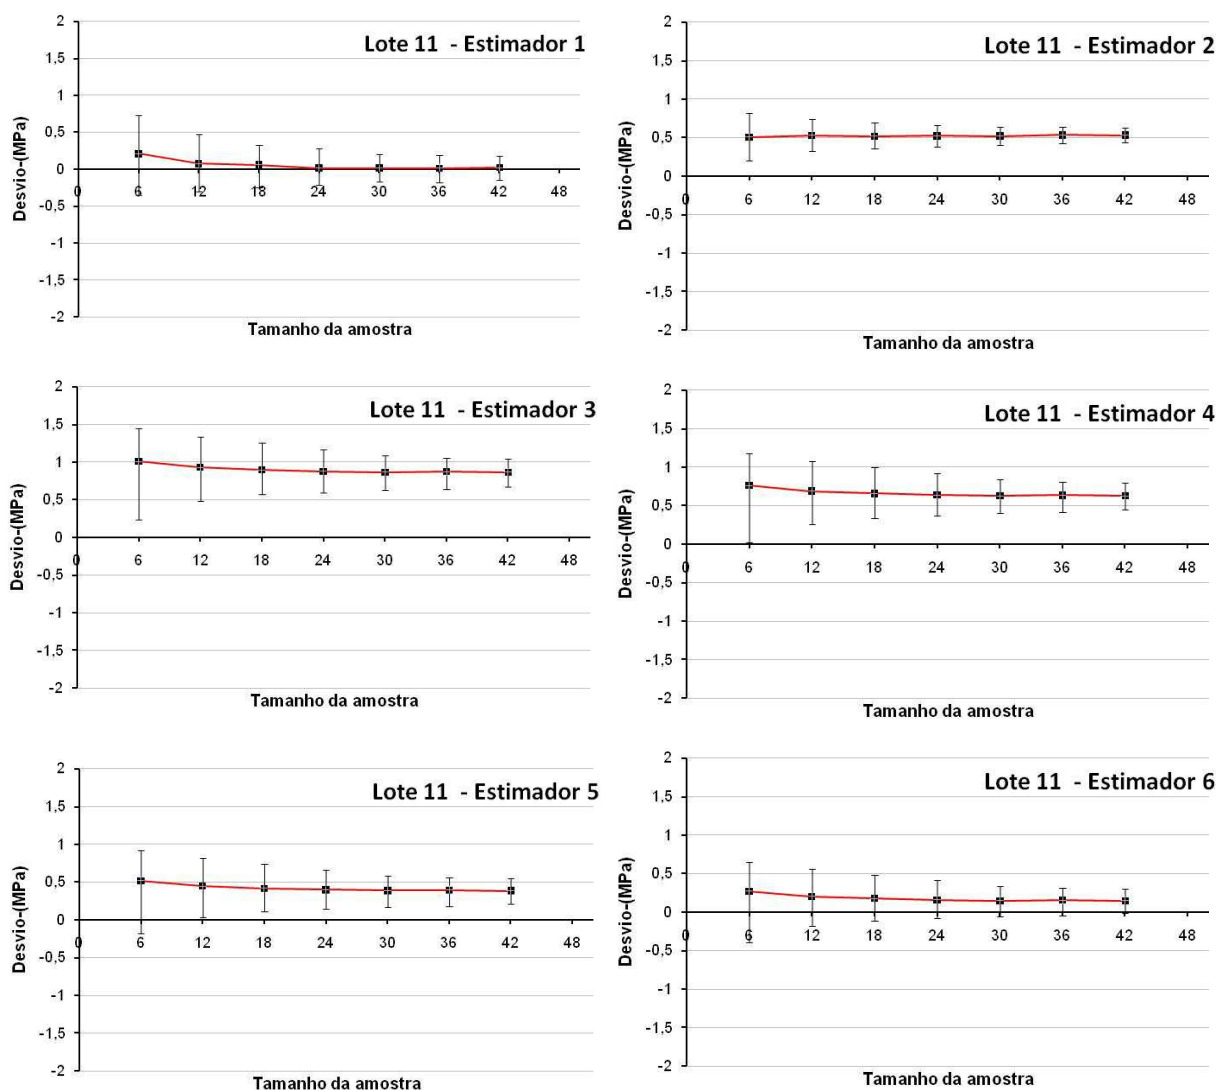 Lote 11 - Estimador 1
Desvio-(MPa)
2
1,5
1
0,5
0
-0,5
-1
-1,5
-2
0 6 12 18 24 30 36 42 48
Tamanho da amostra
Lote 11 - Estimador 2
Desvio-(MPa)
2
1,5
1
0,5
0
-0,5
-1
-1,5
-2
0 6 12 18 24 30 36 42 48
Tamanho da amostra
Lote 11 - Estimador 3
Desvio-(MPa)
2
1,5
1
0,5
0
-0,5
-1
-1,5
-2
0 6 12 18 24 30 36 42 48
Tamanho da amostra
Lote 11 - Estimador 4
Desvio-(MPa)
2
1,5
1
0,5
0
-0,5
-1
-1,5
-2
0 6 12 18 24 30 36 42 48
Tamanho da amostra
Lote 11 - Estimador 5
Desvio-(MPa)
2
1,5
1
0,5
0
-0,5
-1
-1,5
-2
0 6 12 18 24 30 36 42 48
Tamanho da amostra
Lote 11 - Estimador 6
Desvio-(MPa)
2
1,5
1
0,5
0
-0,5
-1
-1,5
-2
0 6 12 18 24 30 36 42 48
Tamanho da amostra